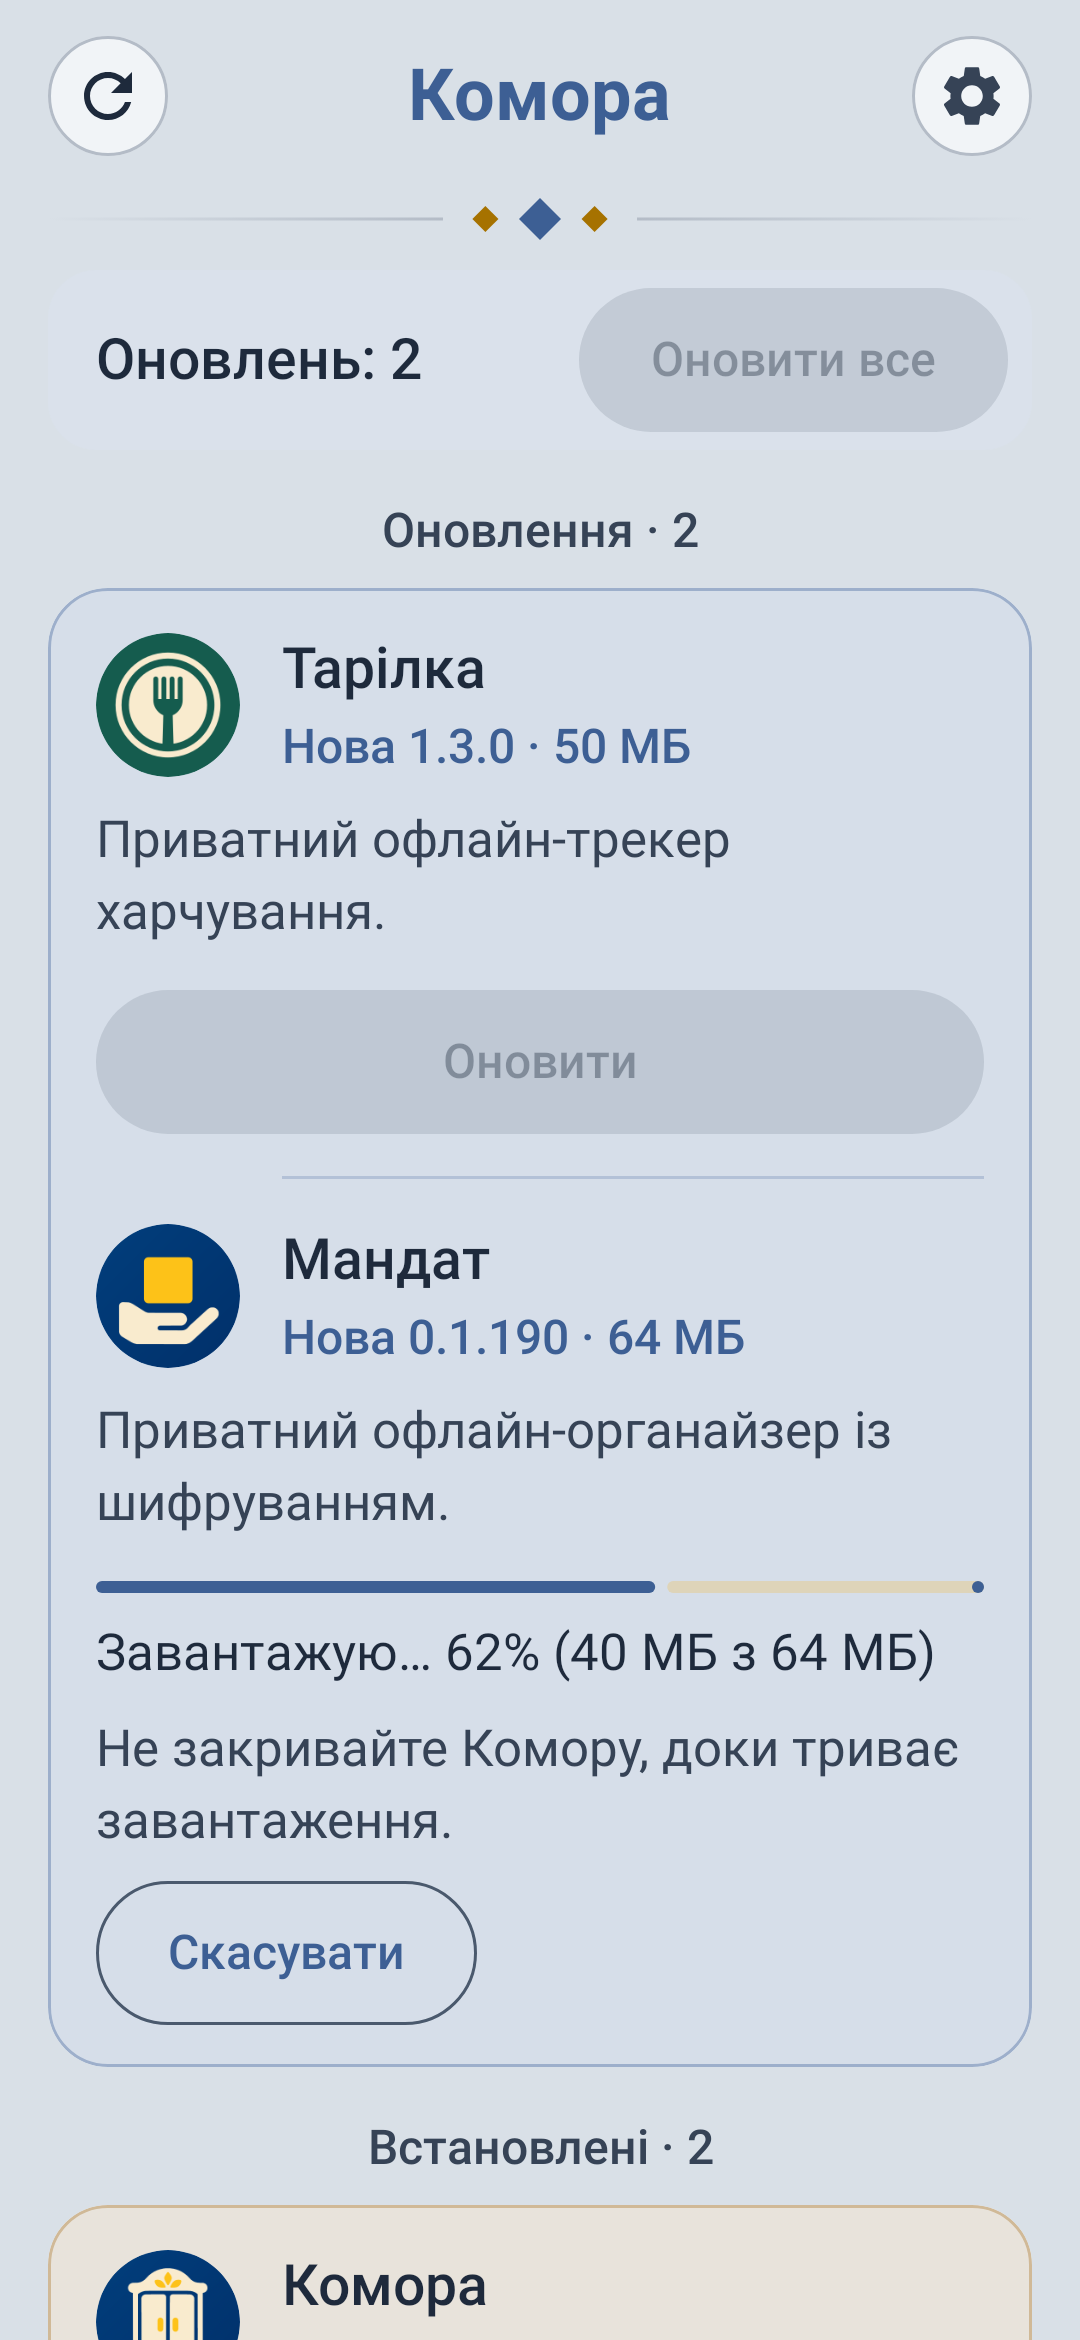 Комора
Оновлень: 2
Оновити все
Оновлення · 2
Тарілка
Нова 1.3.0 · 50 МБ
Приватний офлайн-трекер
харчування.
Оновити
Мандат
Нова 0.1.190 · 64 МБ
Приватний офлайн-органайзер із
шифруванням.
Завантажую… 62% (40 МБ з 64 МБ)
Не закривайте Комору, доки триває
завантаження.
Скасувати
Встановлені · 2
Комора